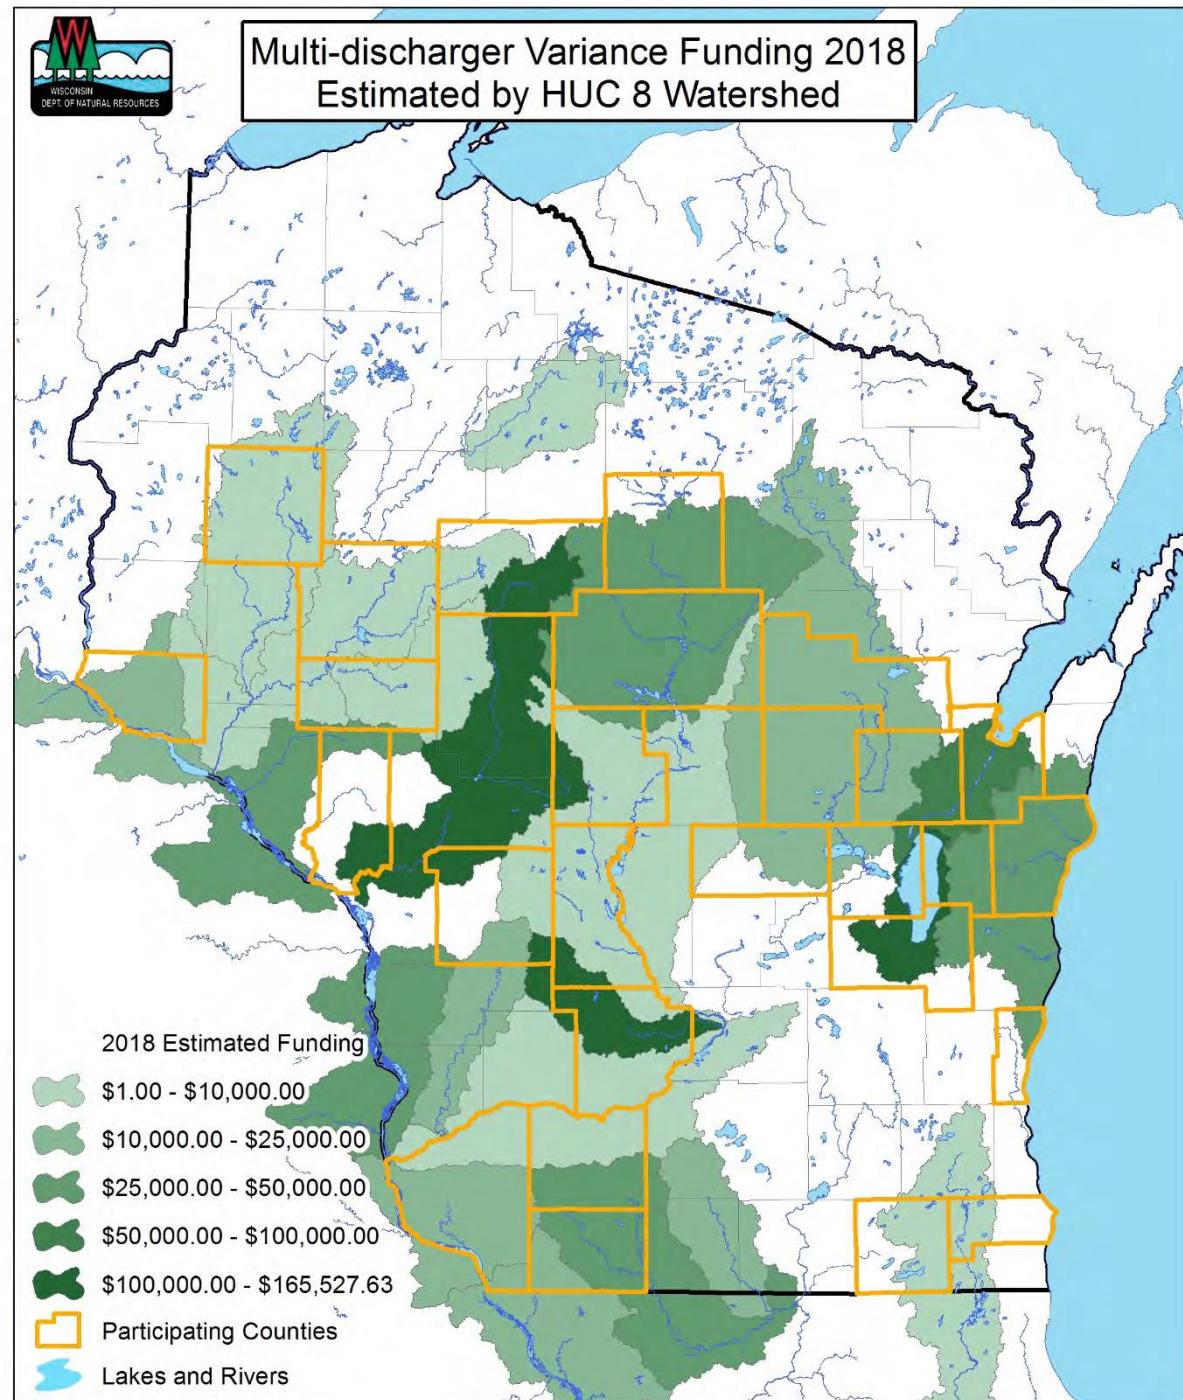 WISCONSIN
DEPT. OF NATURAL RESOURCES
Multi-discharger Variance Funding 2018
Estimated by HUC 8 Watershed
2018 Estimated Funding
$1.00 - $10,000.00
$10,000.00 - $25,000.00
$25,000.00 - $50,000.00
$50,000.00 - $100,000.00
$100,000.00 - $165,527.63
Participating Counties
Lakes and Rivers